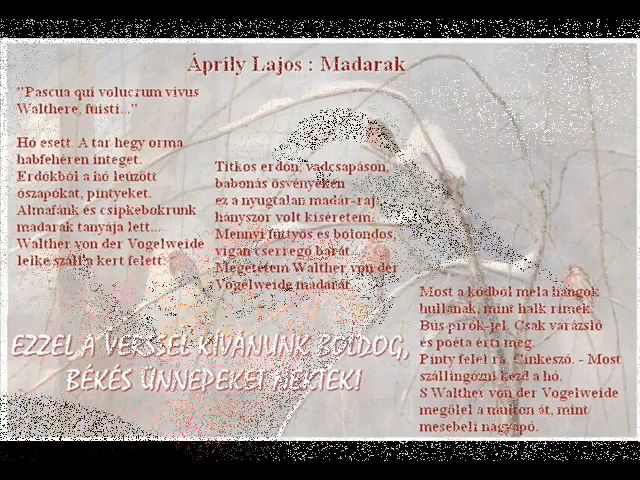 Áprily Lajos : Madarak
"Pascua qui volucrum vivus
Walthere, fuisti..."
Hó esett. A tar hegy orma
habfehéren integet.
Erdőkből a hó leűzött
őszapókat, pintyeket.
Almafánk és csipkebokrunk
madarak tanyája lett...
Walther von der Vogelweide
lelke száll a kert felett.
Titkos erdőn, vadcsapáson,
babonás ösvényeken
ez a nyugtalan madár-raj
hányszor volt kísérőtem.
Mennyi füttyös és bolondos,
vígan cserregő barát
Megetetem Walther von der
Vogelweide madarát.
Most a ködből méla hangok
hullanak, mint halk rímek.
Bús pirók-jel. Csak varázsló
és poéta érti meg.
Pinty felel rá. Cinkeszó. - Most
szállingózni kezd a hó.
S Walther von der Vogelweide
megölel a múlton át, mint
mesebeli nagyapó.
EZZEL A VERSSEL KÍVÁNUNK BOLDOG,
BÉKÉS ÜNNEPEKET NEKTEK!